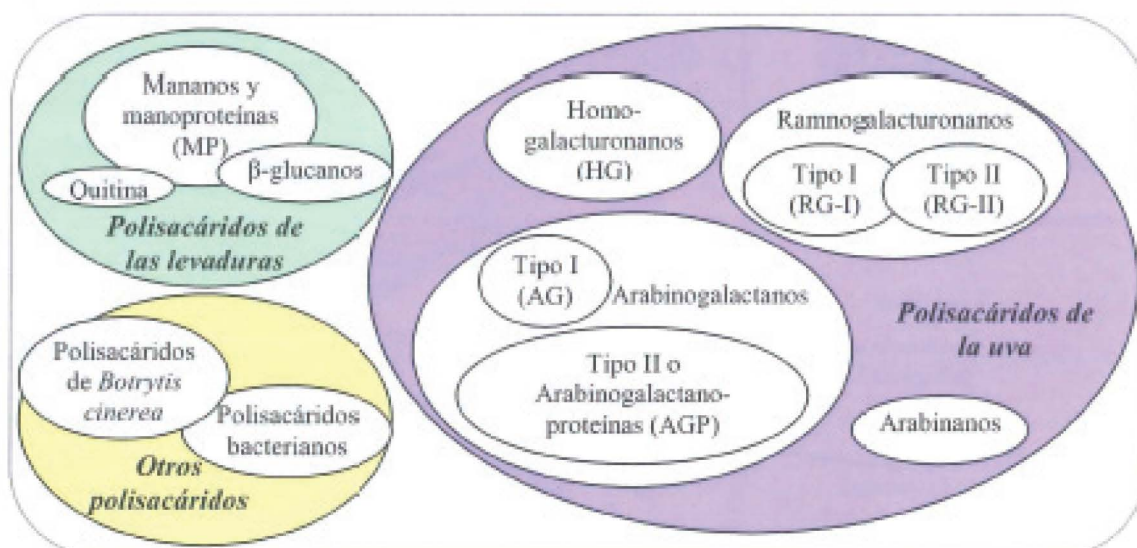 Mananos y
manoproteínas
(MP)
β-glucanos
Quitina
Polisacáridos de
las levaduras
Polisacáridos
de Botrytis
cinerea
Polisacáridos
bacterianos
Otros
polisacáridos
Homo-
galacturonanos
(HG)
Ramnogalacturonanos
Tipo I
(RG-I)
Tipo II
(RG-II)
Tipo I
(AG)
Arabinogalactanos
Tipo II o
Arabinogalactano-
proteínas (AGP)
Polisacáridos de
la uva
Arabinanos